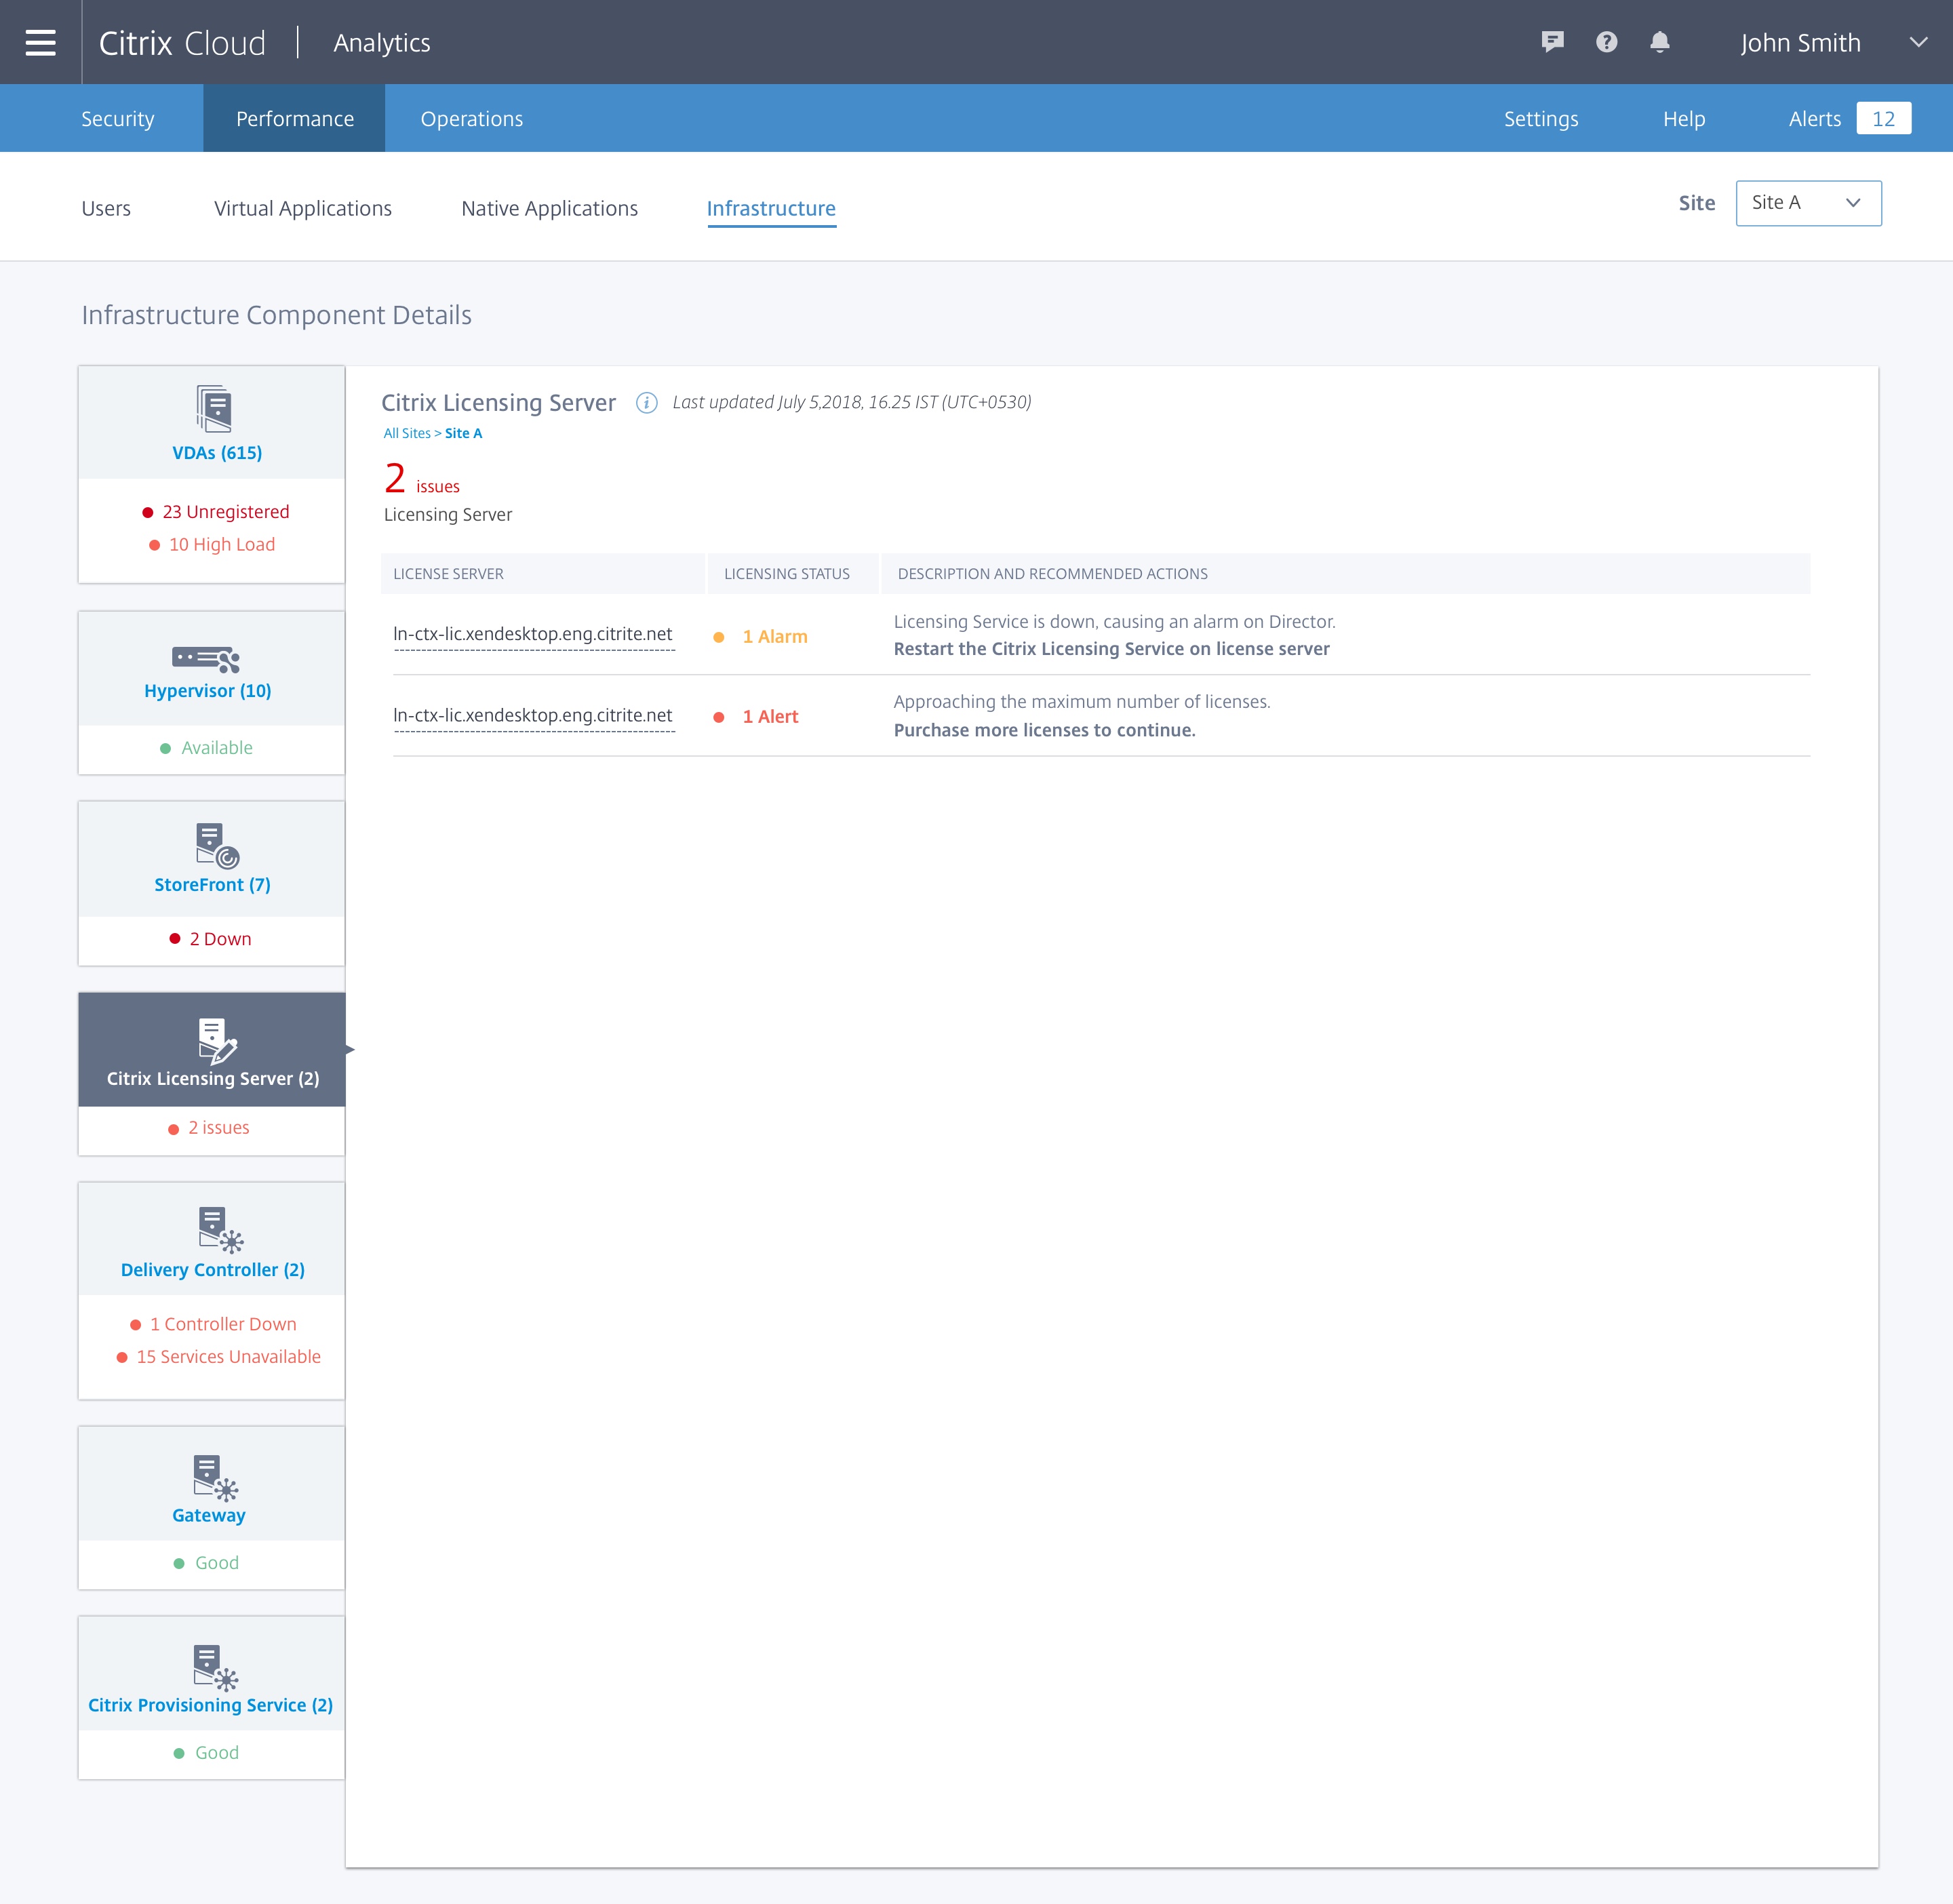 Citrix Cloud | Analytics
John Smith
Security
Performance
Operations
Settings
Help
Alerts 12
Users
Virtual Applications
Native Applications
Infrastructure
Site
Site A
Infrastructure Component Details
VDAs (615)
23 Unregistered
10 High Load
Hypervisor (10)
Available
StoreFront (7)
2 Down
Citrix Licensing Server (2)
2 issues
Delivery Controller (2)
1 Controller Down
15 Services Unavailable
Gateway
Good
Citrix Provisioning Service (2)
Good
Citrix Licensing Server
Last updated July 5,2018, 16.25 IST (UTC+0530)
All Sites > Site A
2 issues
Licensing Server
LICENSE SERVER
LICENSING STATUS
DESCRIPTION AND RECOMMENDED ACTIONS
ln-ctx-lic.xendesktop.eng.citrite.net
1 Alarm
Licensing Service is down, causing an alarm on Director.
Restart the Citrix Licensing Service on license server
ln-ctx-lic.xendesktop.eng.citrite.net
1 Alert
Approaching the maximum number of licenses.
Purchase more licenses to continue.